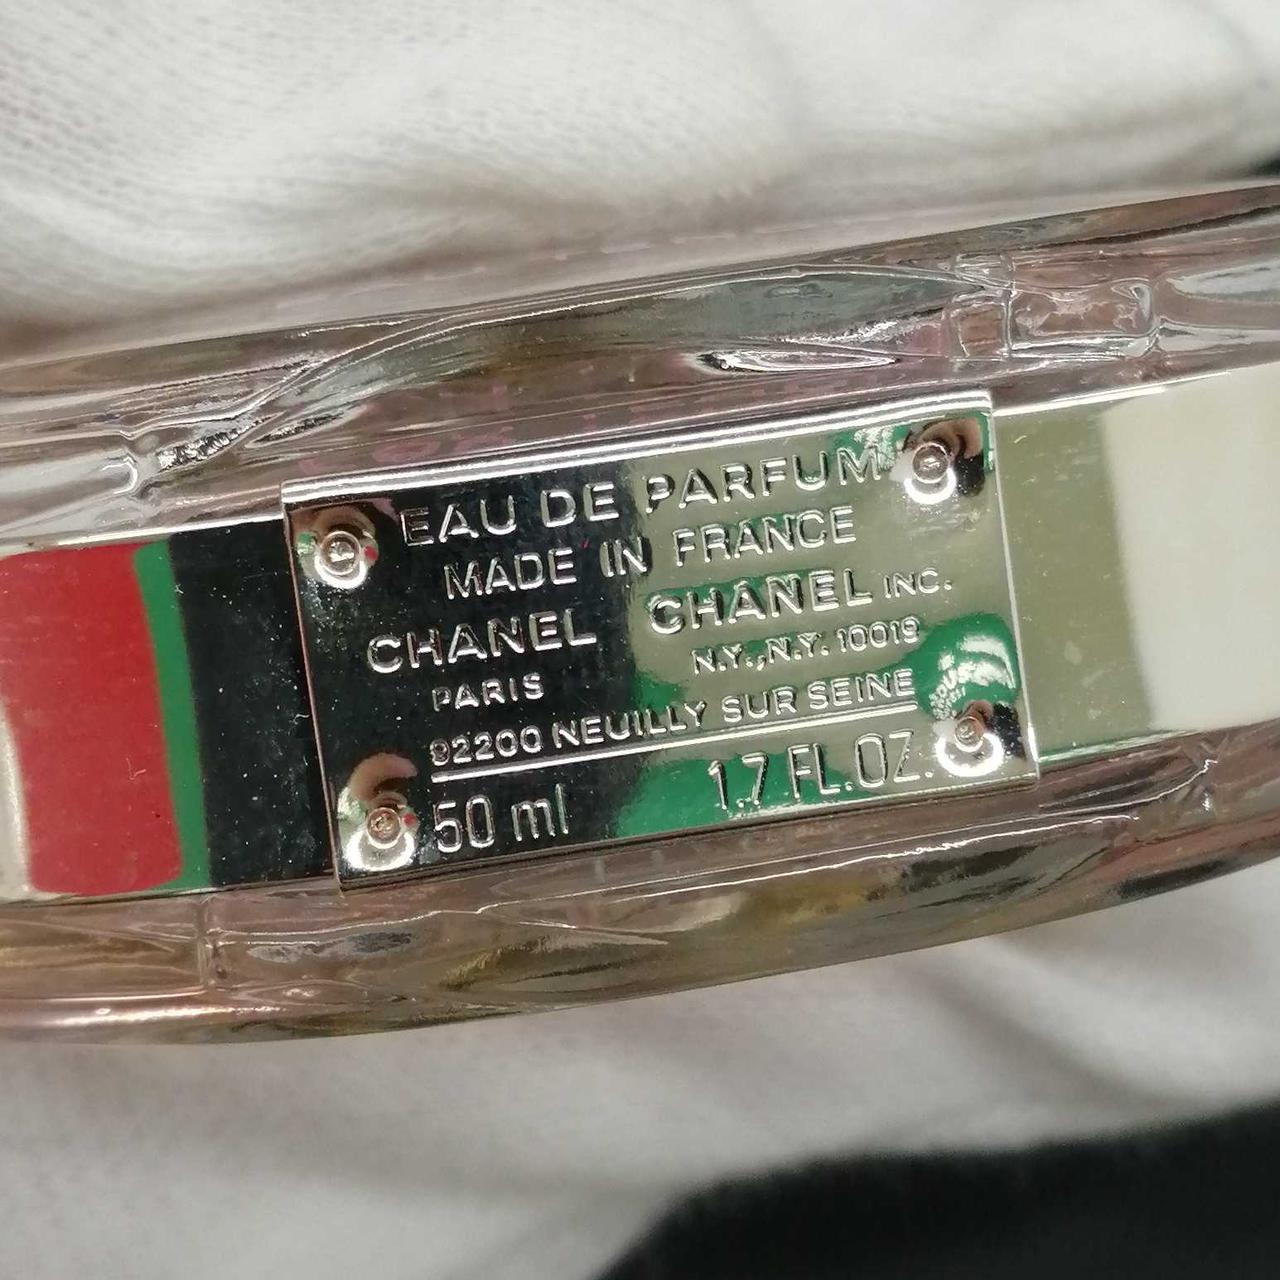 EAU DE PARFUM
MADE IN FRANCE
CHANEL CHANEL INC.
PARIS N.Y.,N.Y. 10019
92200 NEUILLY SUR SEINE
50 ml 1.7 FL.OZ.